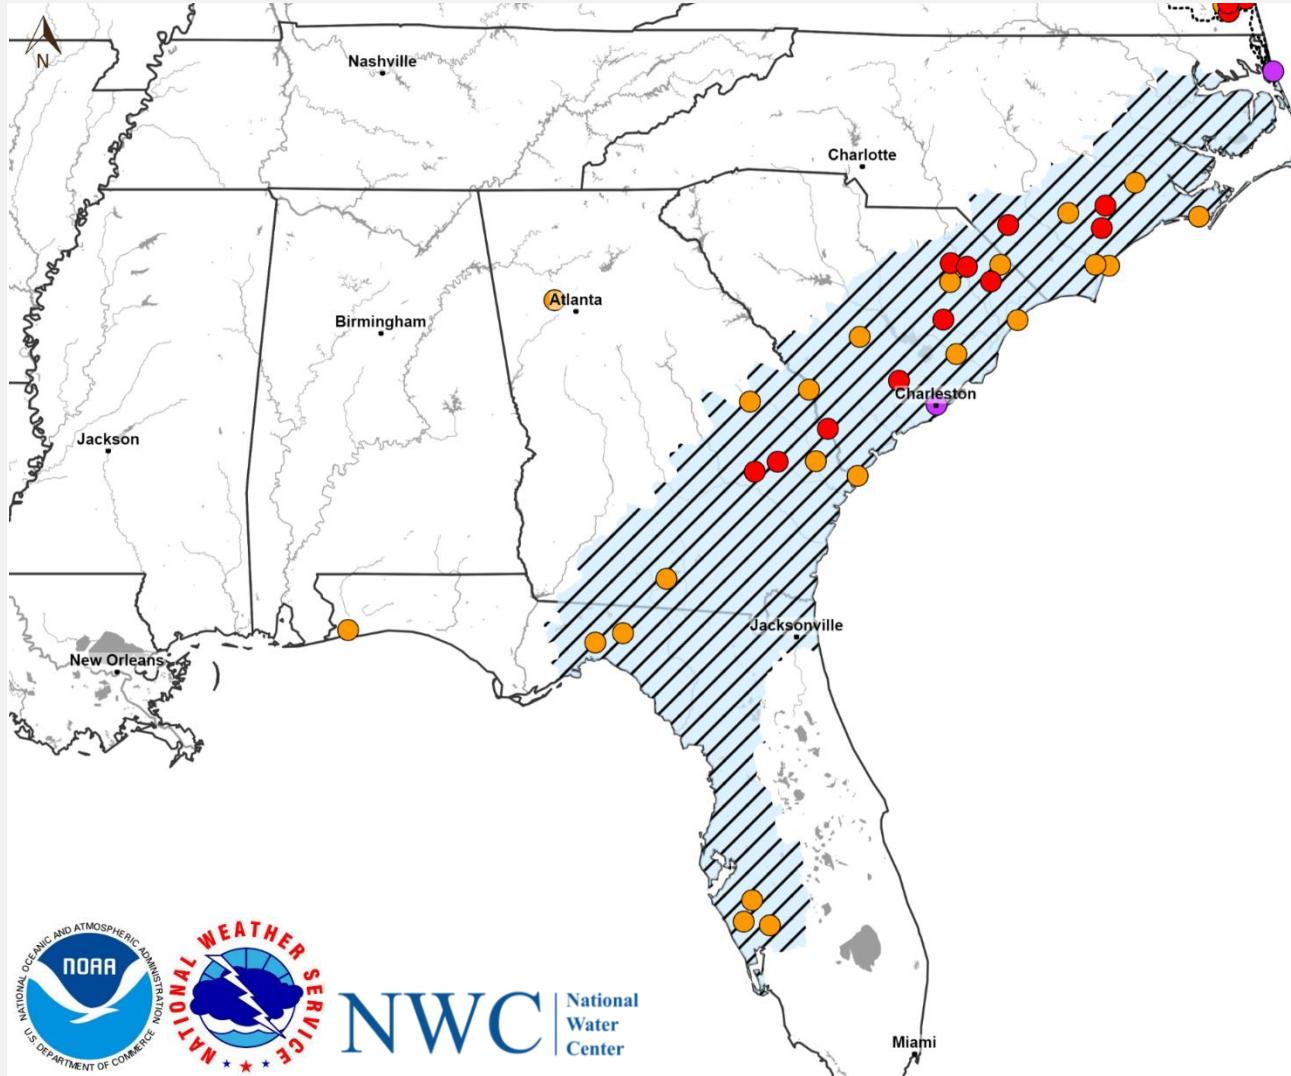 N
Nashville
Charlotte
Atlanta
Birmingham
Charleston
Jackson
Jacksonville
New Orleans
NATIONAL OCEANIC AND ATMOSPHERIC ADMINISTRATION
NOAA
U.S. DEPARTMENT OF COMMERCE
NATIONAL WEATHER SERVICE
NWC
National
Water
Center
Miami